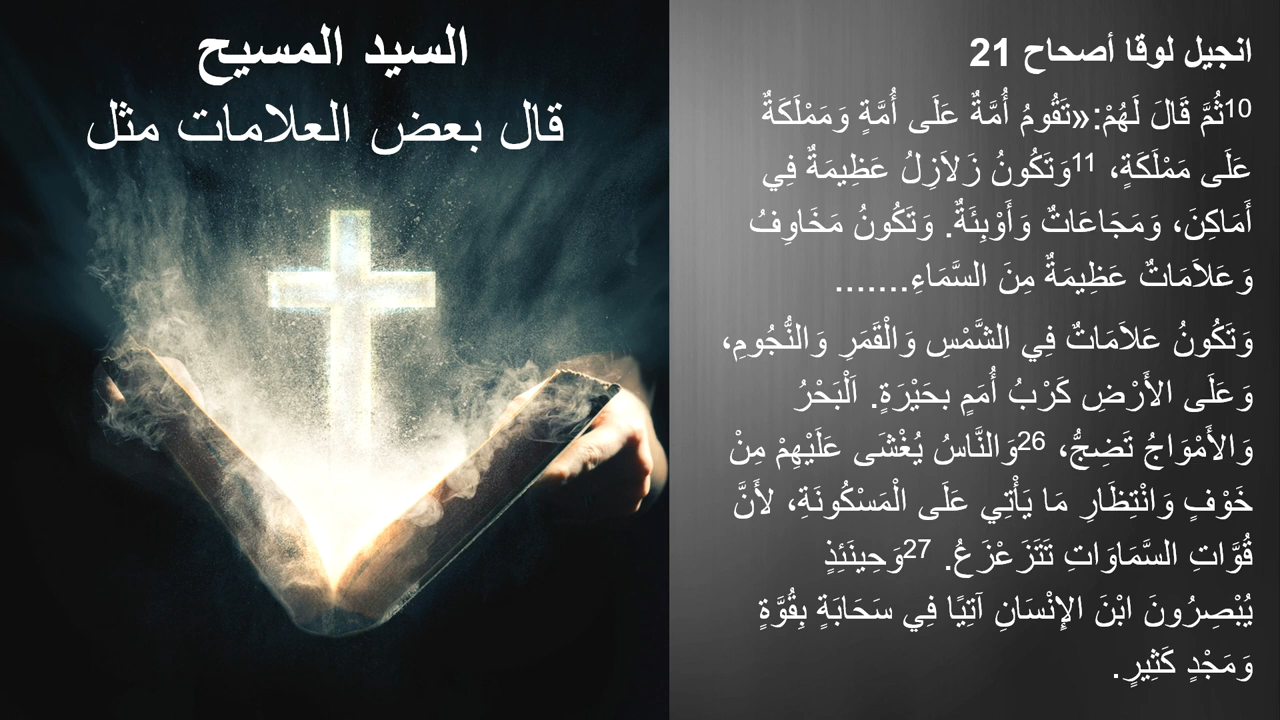 السيد المسيح
قال بعض العلامات مثل
انجيل لوقا أصحاح 21
10ثُمَّ قَالَ لَهُمْ:«تَقُومُ أُمَّةٌ عَلَى أُمَّةٍ وَمَمْلَكَةٌ
عَلَى مَمْلَكَةٍ، 11وَتَكُونُ زَلاَزِلُ عَظِيمَةٌ فِي
أَمَاكِنَ، وَمَجَاعَاتٌ وَأَوْبِئَةٌ. وَتَكُونُ مَخَاوِفُ
وَعَلاَمَاتٌ عَظِيمَةٌ مِنَ السَّمَاءِ.......
وَتَكُونُ عَلاَمَاتٌ فِي الشَّمْسِ وَالْقَمَرِ وَالنُّجُومِ،
وَعَلَى الأَرْضِ كَرْبُ أُمَمٍ بحَيْرَةٍ. اَلْبَحْرُ
وَالأَمْوَاجُ تَضِجُّ، 26وَالنَّاسُ يُغْشَى عَلَيْهِمْ مِنْ
خَوْفٍ وَانْتِظَارِ مَا يَأْتِي عَلَى الْمَسْكُونَةِ، لأَنَّ
قُوَّاتِ السَّمَاوَاتِ تَتَزَعْزَعُ. 27وَحِينَئِذٍ
يُبْصِرُونَ ابْنَ الإِنْسَانِ آتِيًا فِي سَحَابَةٍ بِقُوَّةٍ
وَمَجْدٍ كَثِيرٍ.